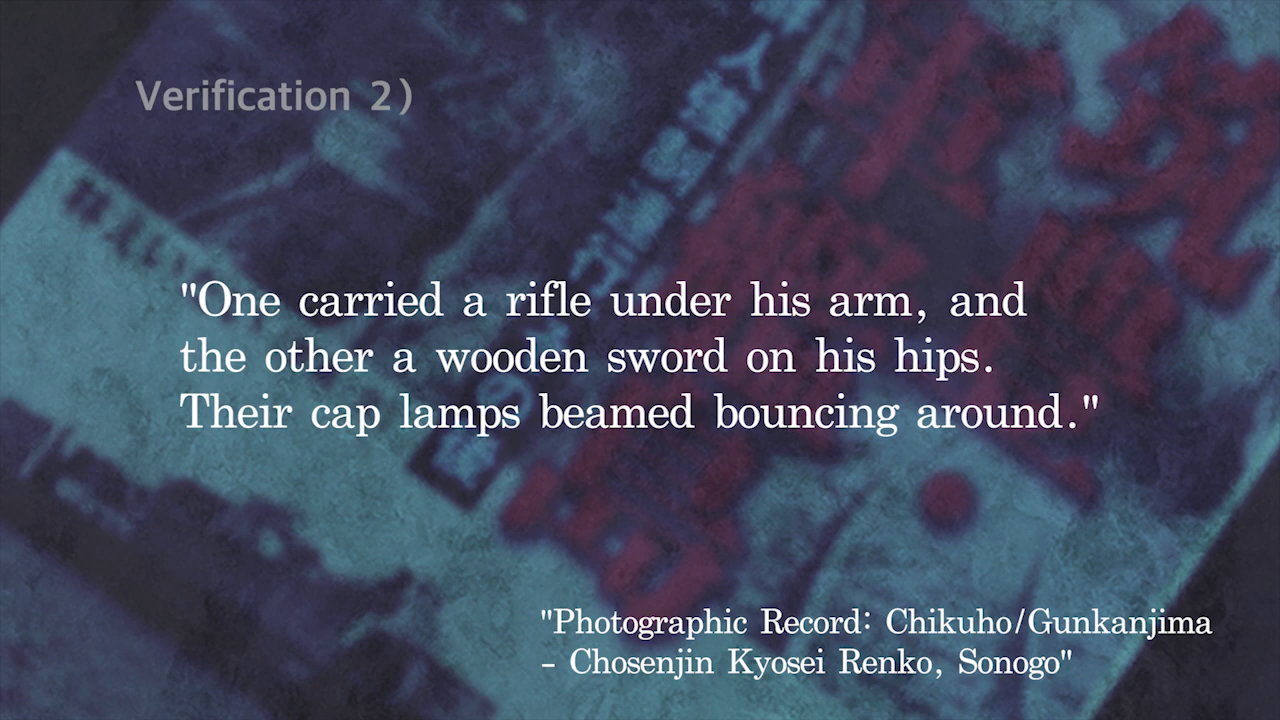 Verification 2)
"One carried a rifle under his arm, and
the other a wooden sword on his hips.
Their cap lamps beamed bouncing around."
"Photographic Record: Chikuho/Gunkanjima
- Chosenjin Kyosei Renko, Sonogo"